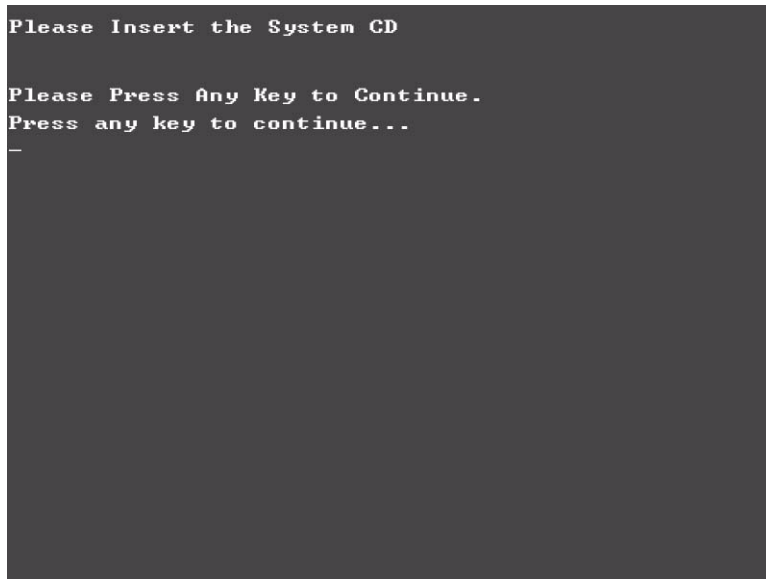 Please Insert the System CD
Please Press Any Key to Continue.
Press any key to continue...
_